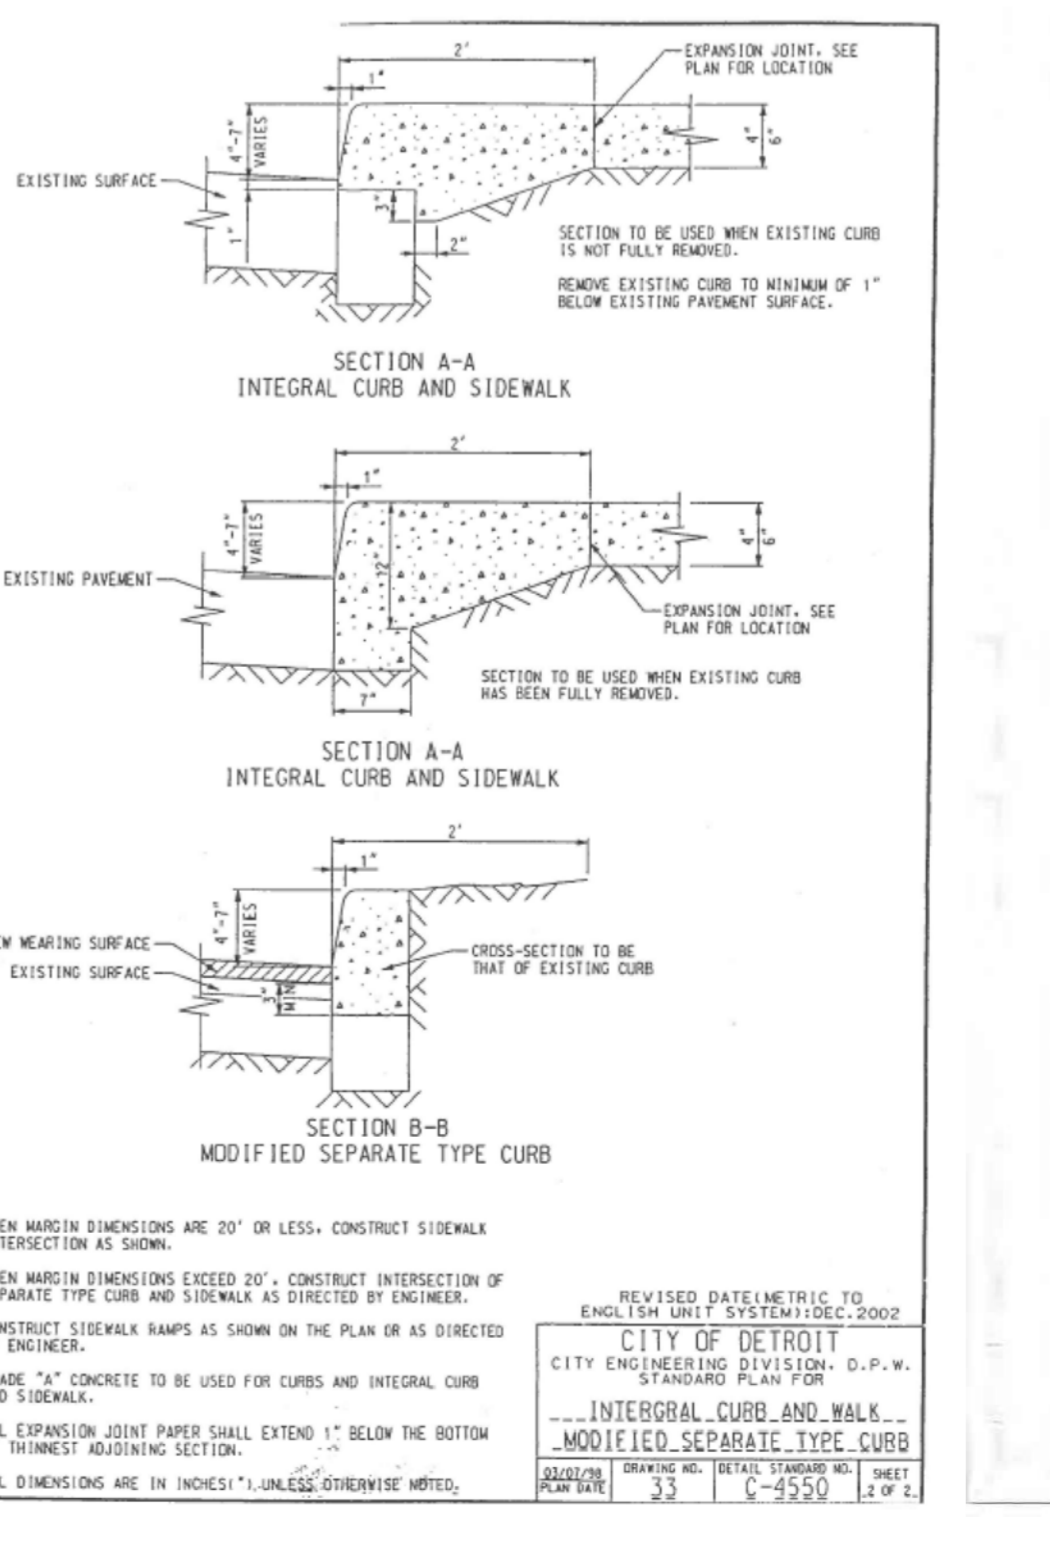 2'
EXPANSION JOINT, SEE
PLAN FOR LOCATION
1"
4"-7"
VARIES
4"
6"
EXISTING SURFACE
3"
1"
2"
SECTION TO BE USED WHEN EXISTING CURB
IS NOT FULLY REMOVED.
REMOVE EXISTING CURB TO MINIMUM OF 1"
BELOW EXISTING PAVEMENT SURFACE.
SECTION A-A
INTEGRAL CURB AND SIDEWALK
2'
1"
4"-7"
VARIES
4"
6"
12"
EXISTING PAVEMENT
EXPANSION JOINT, SEE
PLAN FOR LOCATION
SECTION TO BE USED WHEN EXISTING CURB
HAS BEEN FULLY REMOVED.
7"
SECTION A-A
INTEGRAL CURB AND SIDEWALK
2'
1"
4"-7"
VARIES
EW WEARING SURFACE
EXISTING SURFACE
CROSS-SECTION TO BE
THAT OF EXISTING CURB
3"
MIN
SECTION B-B
MODIFIED SEPARATE TYPE CURB
EN MARGIN DIMENSIONS ARE 20' OR LESS, CONSTRUCT SIDEWALK
TERSECTION AS SHOWN.
EN MARGIN DIMENSIONS EXCEED 20', CONSTRUCT INTERSECTION OF
PARATE TYPE CURB AND SIDEWALK AS DIRECTED BY ENGINEER.
NSTRUCT SIDEWALK RAMPS AS SHOWN ON THE PLAN OR AS DIRECTED
ENGINEER.
ADE "A" CONCRETE TO BE USED FOR CURBS AND INTEGRAL CURB
D SIDEWALK.
L EXPANSION JOINT PAPER SHALL EXTEND 1" BELOW THE BOTTOM
THINNEST ADJOINING SECTION.
L DIMENSIONS ARE IN INCHES("), UNLESS OTHERWISE NOTED.
REVISED DATE(METRIC TO
ENGLISH UNIT SYSTEM):DEC.2002
CITY OF DETROIT
CITY ENGINEERING DIVISION, D.P.W.
STANDARD PLAN FOR
INTERGRAL CURB AND WALK
MODIFIED SEPARATE TYPE CURB
03/07/98
PLAN DATE
DRAWING NO.
33
DETAIL STANDARD NO.
C-4550
SHEET
2 OF 2